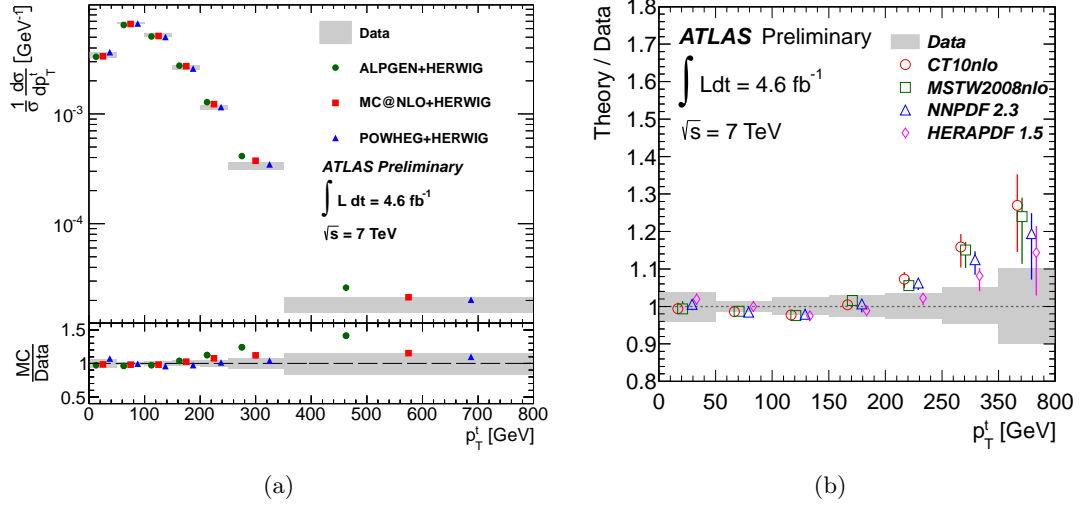 1/σ dσ/dp_T^t [GeV⁻¹]
10⁻³
10⁻⁴
Data
ALPGEN+HERWIG
MC@NLO+HERWIG
POWHEG+HERWIG
ATLAS Preliminary
∫ L dt = 4.6 fb⁻¹
√s = 7 TeV
MC/Data
1.5
1
0.5
0 100 200 300 400 500 600 700 800
p_T^t [GeV]
(a)
Theory / Data
1.8
1.7
1.6
1.5
1.4
1.3
1.2
1.1
1
0.9
0.8
ATLAS Preliminary
∫ Ldt = 4.6 fb⁻¹
√s = 7 TeV
Data
CT10nlo
MSTW2008nlo
NNPDF 2.3
HERAPDF 1.5
0 50 100 150 200 250 350 800
p_T^t [GeV]
(b)